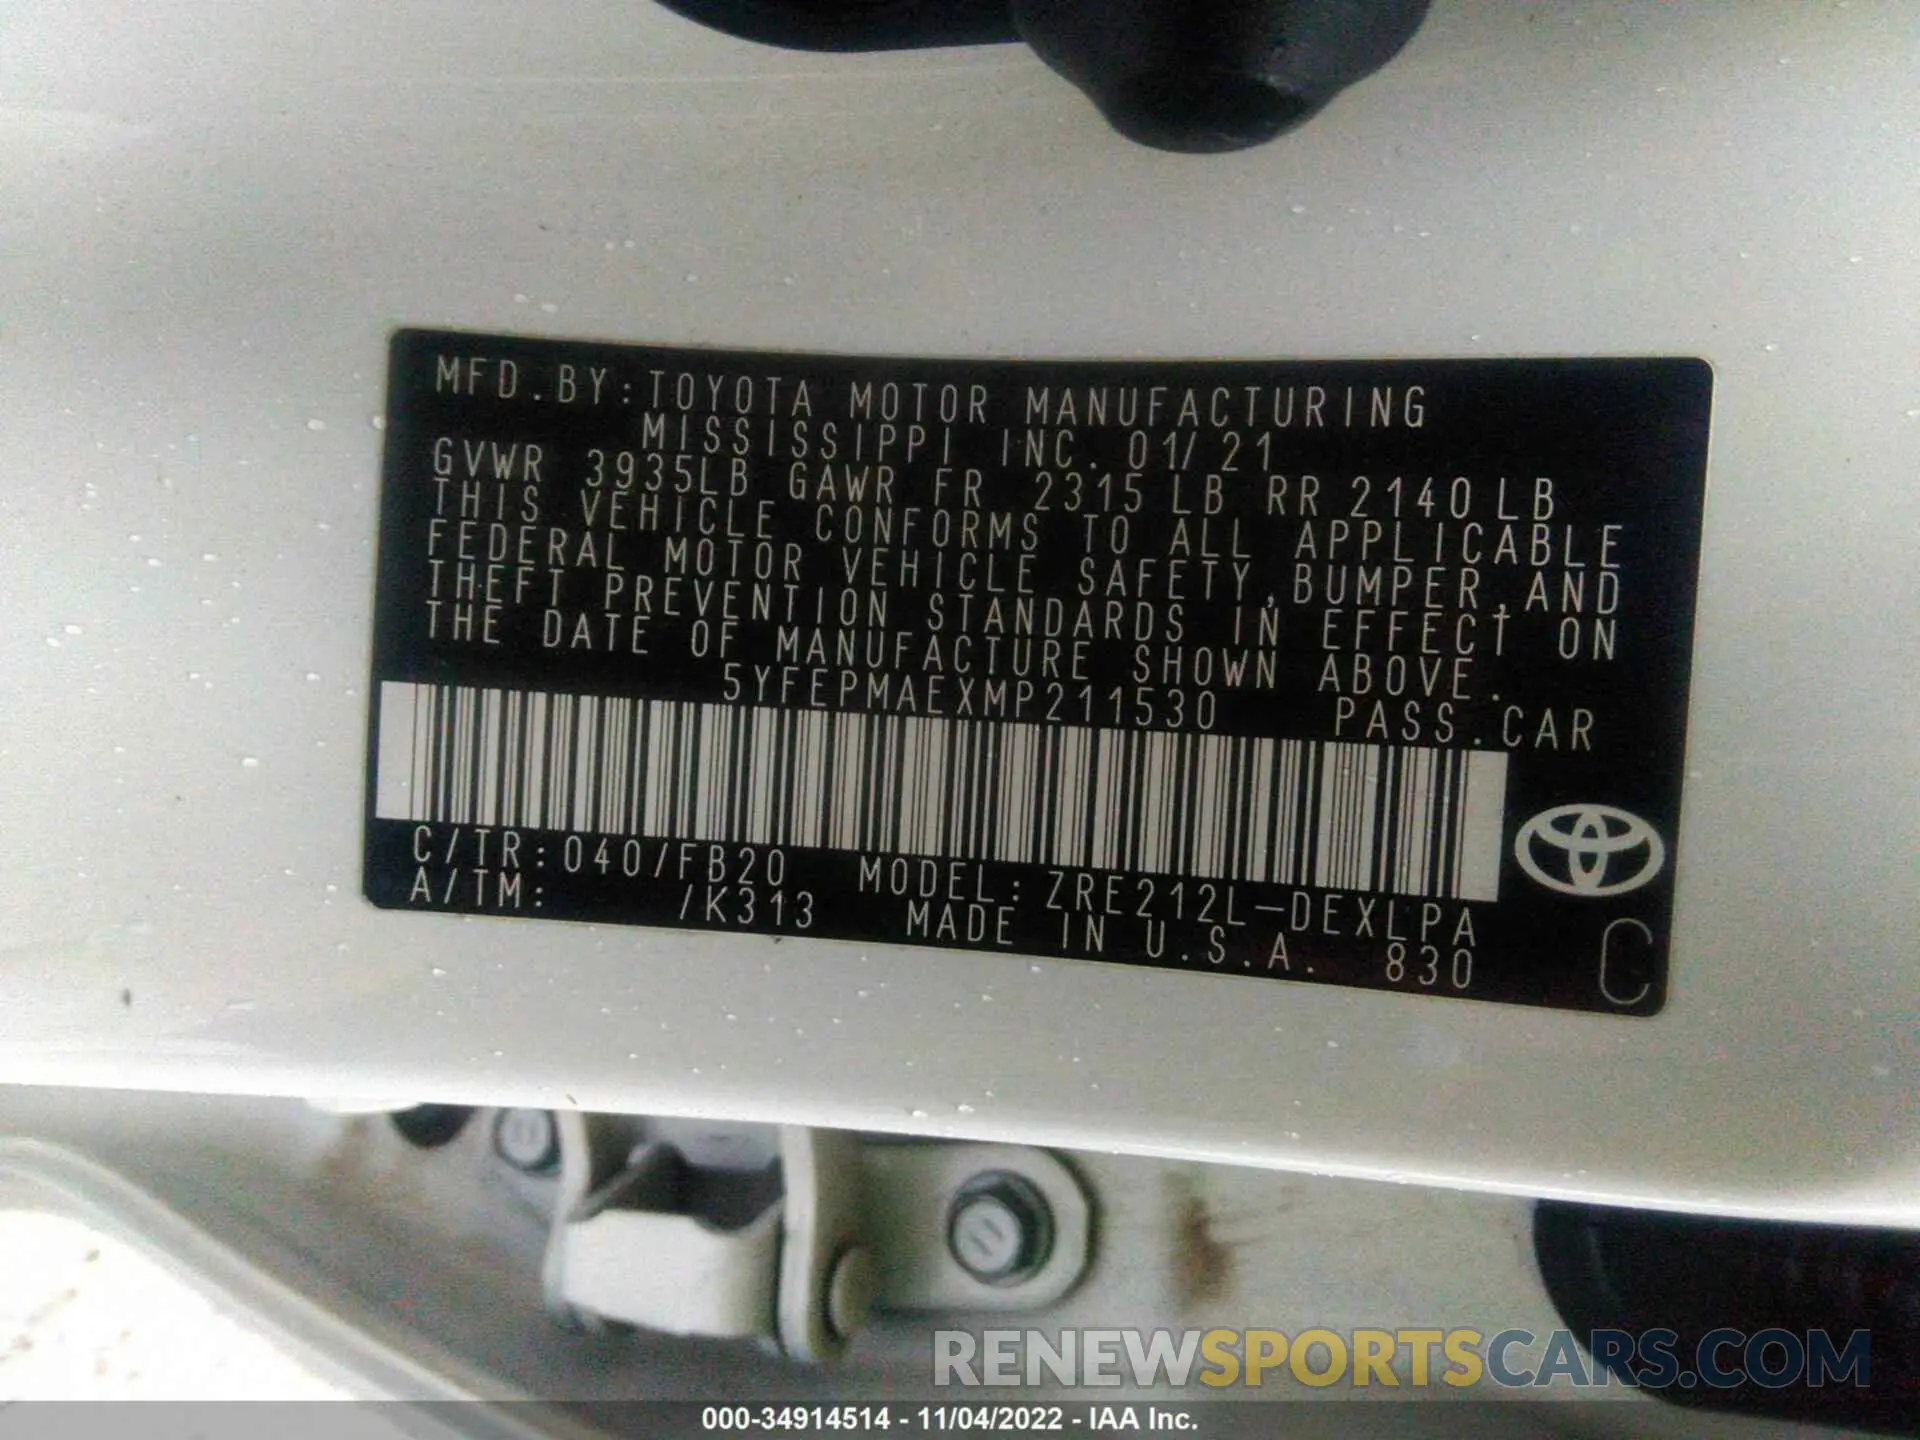 MFD.BY:TOYOTA MOTOR MANUFACTURING
MISSISSIPPI INC. 01/21
GVWR 3935LB GAWR FR 2315LB RR 2140LB
THIS VEHICLE CONFORMS TO ALL APPLICABLE
FEDERAL MOTOR VEHICLE SAFETY,BUMPER,AND
THEFT PREVENTION STANDARDS IN EFFECT ON
THE DATE OF MANUFACTURE SHOWN ABOVE.
5YFEPMAEXMP211530 PASS.CAR
C/TR:040/FB20 MODEL:ZRE212L-DEXLPA
A/TM: /K313 MADE IN U.S.A. 830
C
RENEWSPORTSCARS.COM
000-34914514 - 11/04/2022 - IAA Inc.